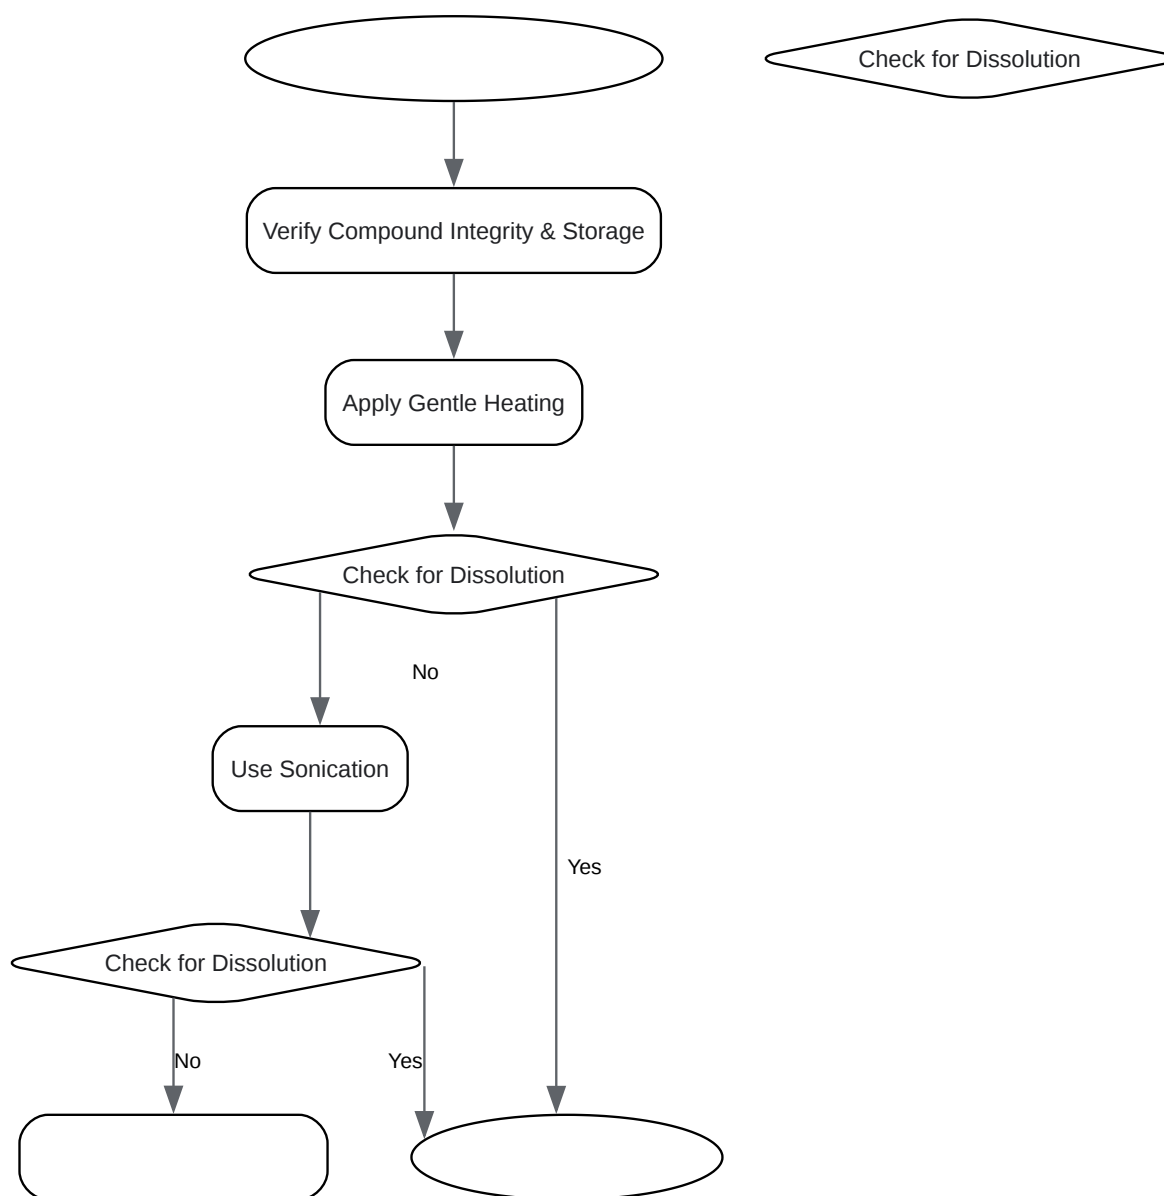 Check for Dissolution
Verify Compound Integrity & Storage
Apply Gentle Heating
Check for Dissolution
No
Use Sonication
Yes
Check for Dissolution
No
Yes